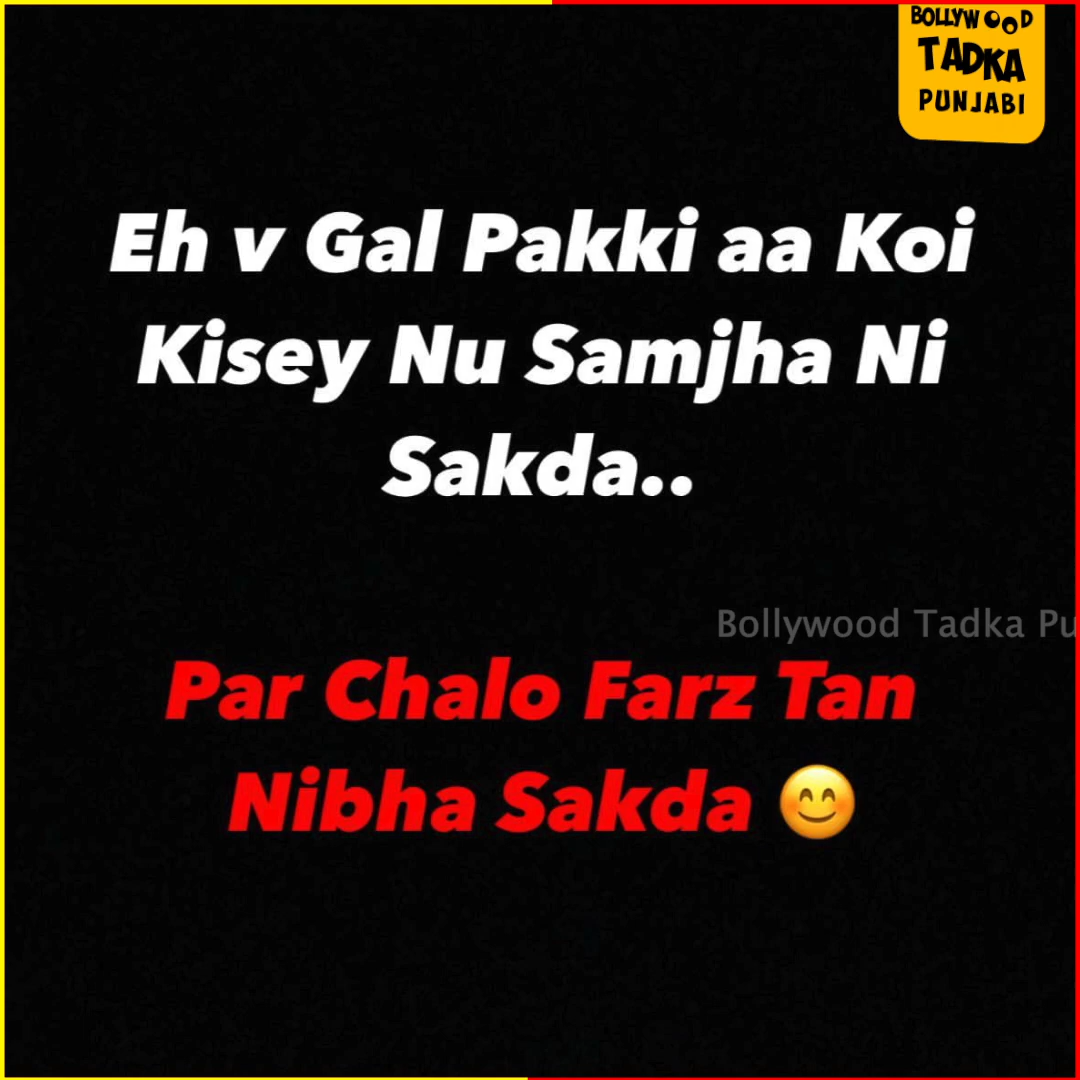 BOLLYWOOD
TADKA
PUNJABI
Eh v Gal Pakki aa Koi
Kisey Nu Samjha Ni
Sakda..
Bollywood Tadka Pu
Par Chalo Farz Tan
Nibha Sakda 😊